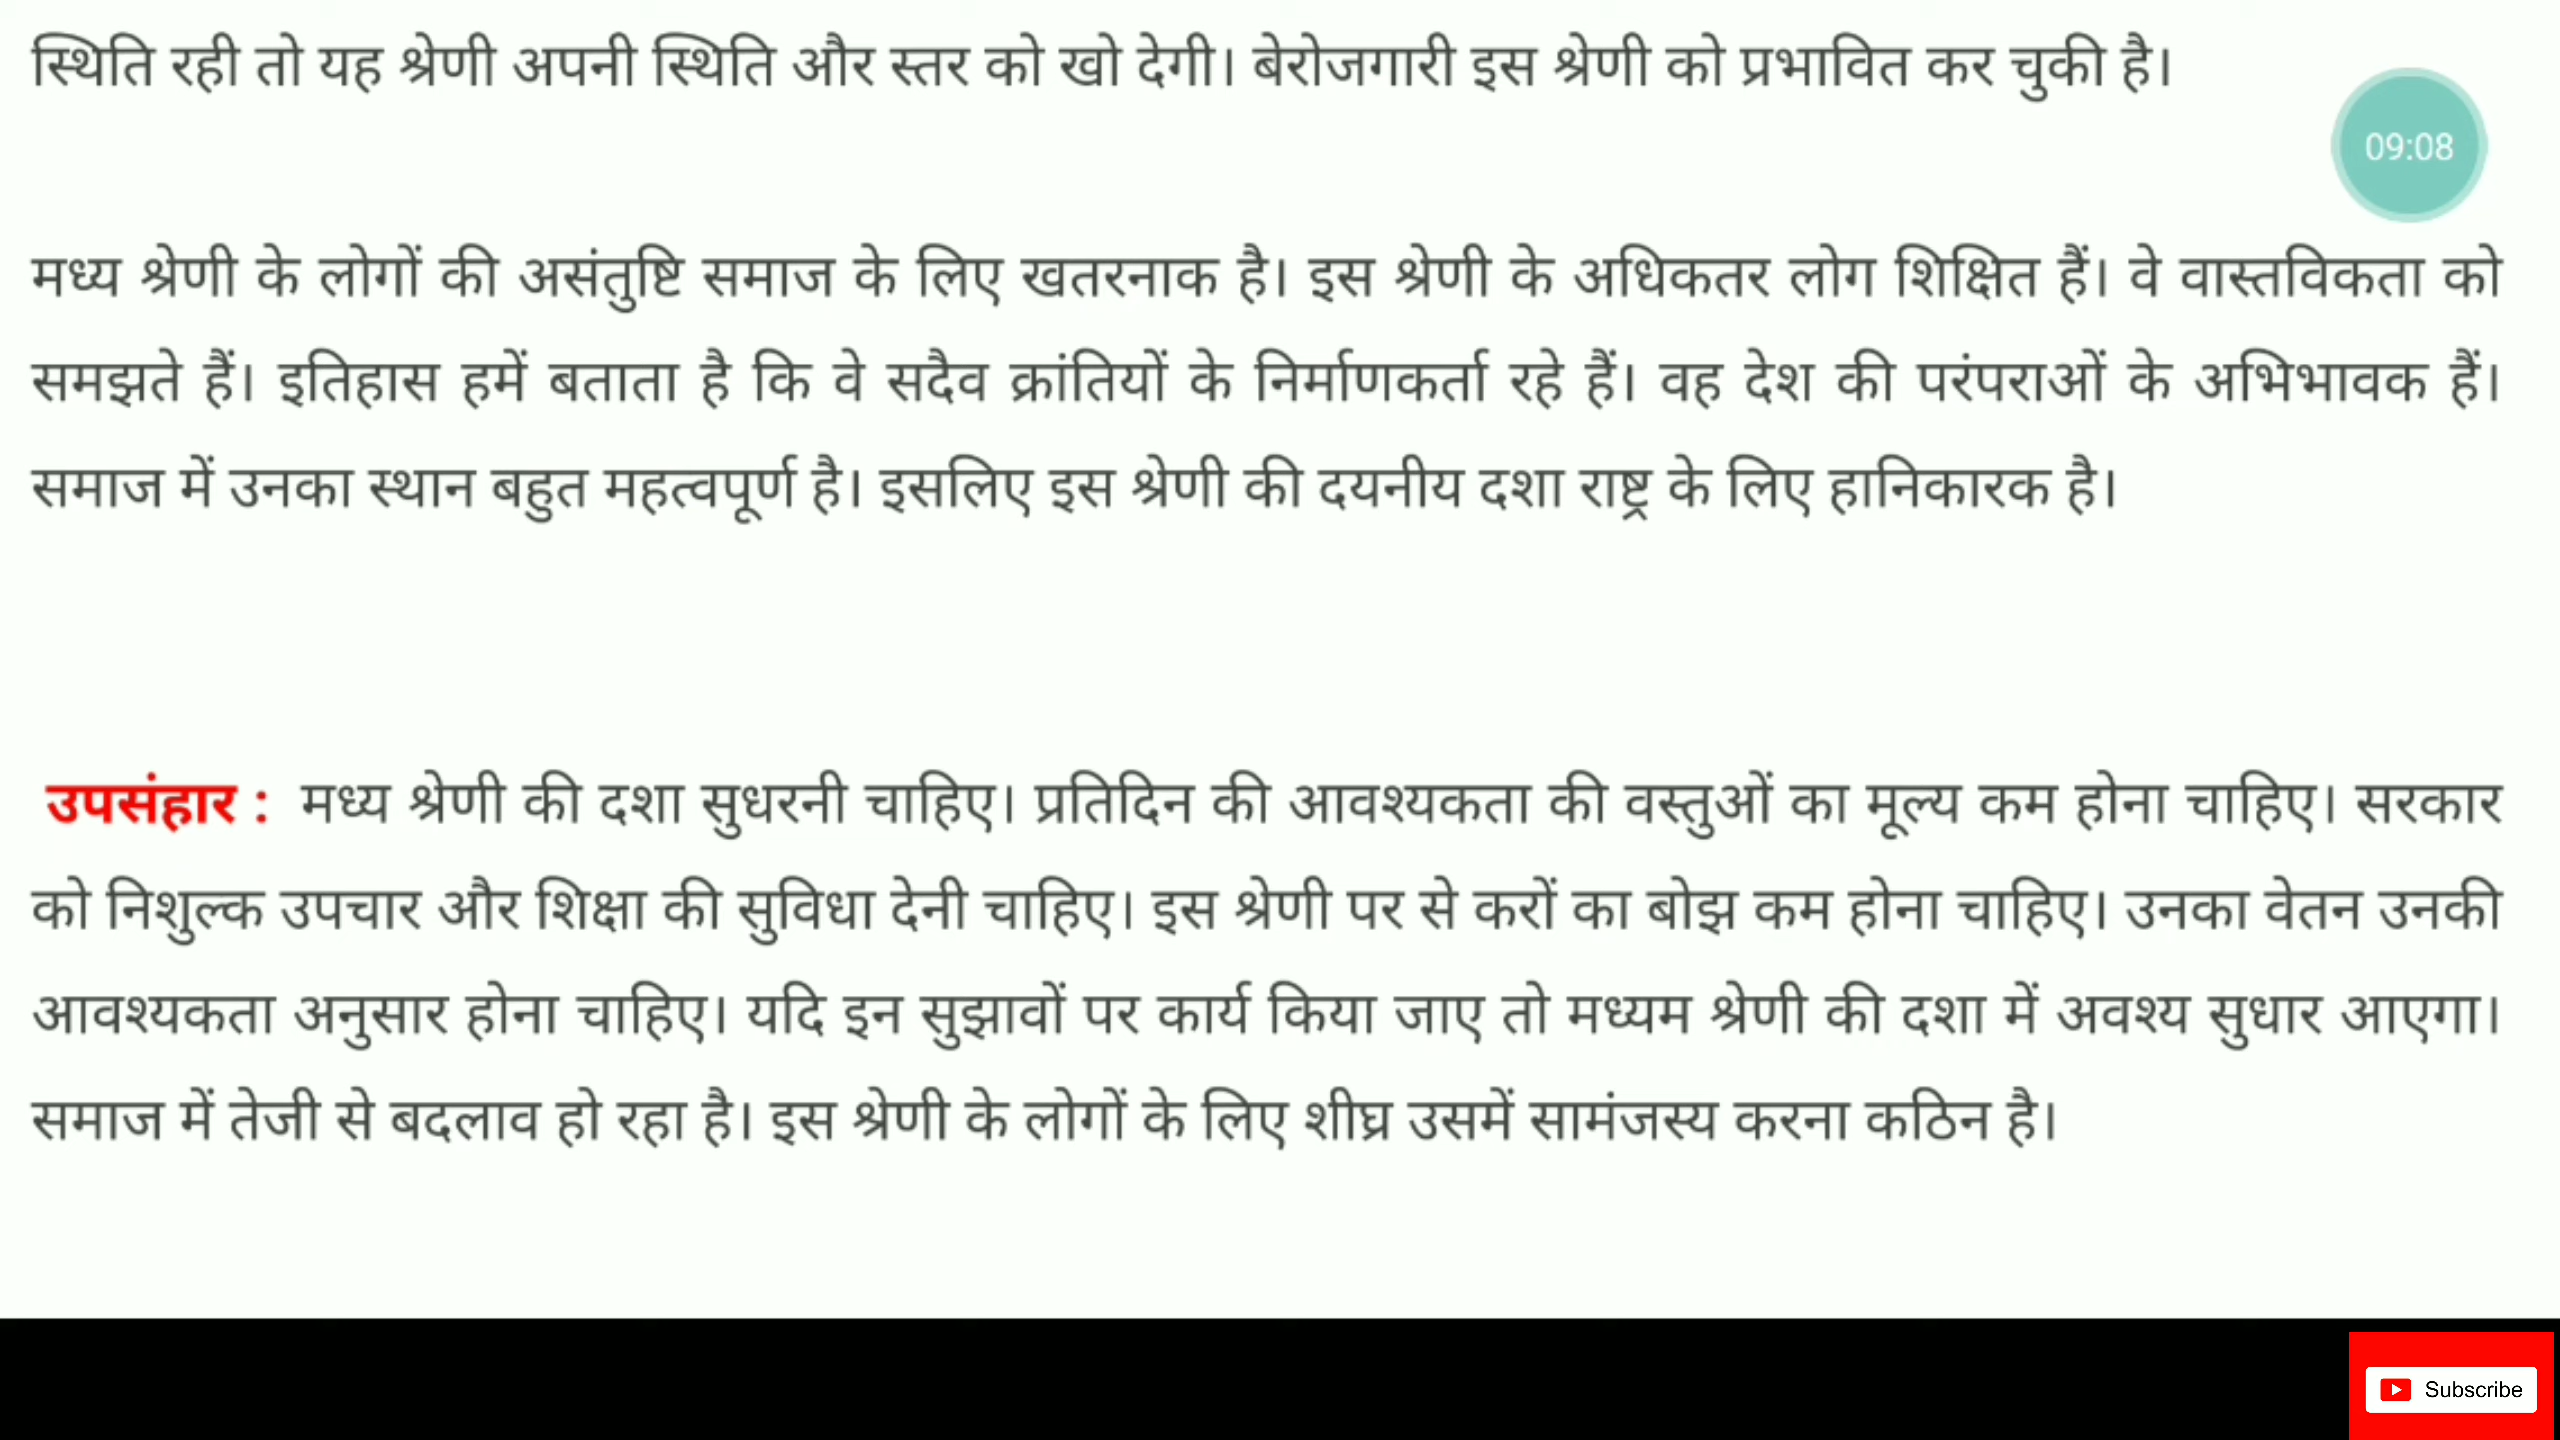 स्थिति रही तो यह श्रेणी अपनी स्थिति और स्तर को खो देगी। बेरोजगारी इस श्रेणी को प्रभावित कर चुकी है।
09:08
मध्य श्रेणी के लोगों की असंतुष्टि समाज के लिए खतरनाक है। इस श्रेणी के अधिकतर लोग शिक्षित हैं। वे वास्तविकता को
समझते हैं। इतिहास हमें बताता है कि वे सदैव क्रांतियों के निर्माणकर्ता रहे हैं। वह देश की परंपराओं के अभिभावक हैं।
समाज में उनका स्थान बहुत महत्वपूर्ण है। इसलिए इस श्रेणी की दयनीय दशा राष्ट्र के लिए हानिकारक है।
उपसंहार : मध्य श्रेणी की दशा सुधरनी चाहिए। प्रतिदिन की आवश्यकता की वस्तुओं का मूल्य कम होना चाहिए। सरकार
को निशुल्क उपचार और शिक्षा की सुविधा देनी चाहिए। इस श्रेणी पर से करों का बोझ कम होना चाहिए। उनका वेतन उनकी
आवश्यकता अनुसार होना चाहिए। यदि इन सुझावों पर कार्य किया जाए तो मध्यम श्रेणी की दशा में अवश्य सुधार आएगा।
समाज में तेजी से बदलाव हो रहा है। इस श्रेणी के लोगों के लिए शीघ्र उसमें सामंजस्य करना कठिन है।
Subscribe